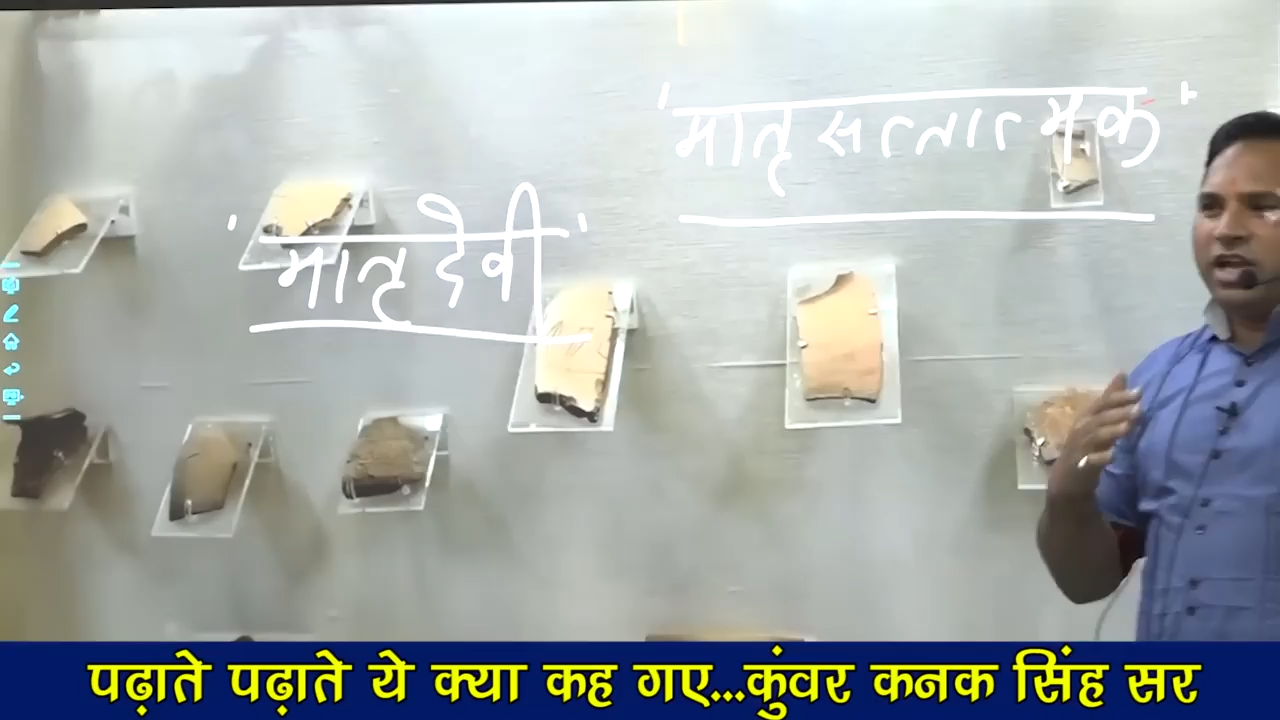 'मातृ सत्तात्मक'
'मातृ देवी'
पढ़ाते पढ़ाते ये क्या कह गए...कुंवर कनक सिंह सर